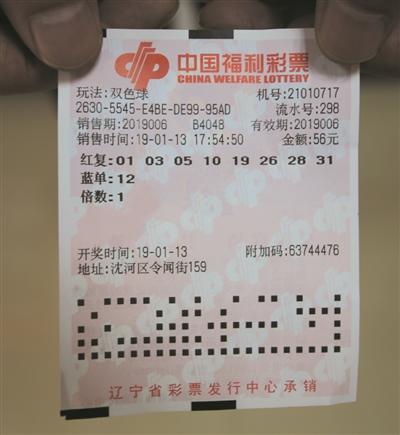 中国福利彩票
CHINA WELFARE LOTTERY
玩法:双色球 机号:21010717
2630-5545-E4BE-DE99-95AD 流水号:298
销售期:2019006 B4048 有效期:2019006
销售时间:19-01-13 17:54:50 金额:56元
红复:01 03 05 10 19 26 28 31
蓝单:12
倍数:1
开奖时间:19-01-13 附加码:63744476
地址:沈河区令闻街159
辽宁省彩票发行中心承销